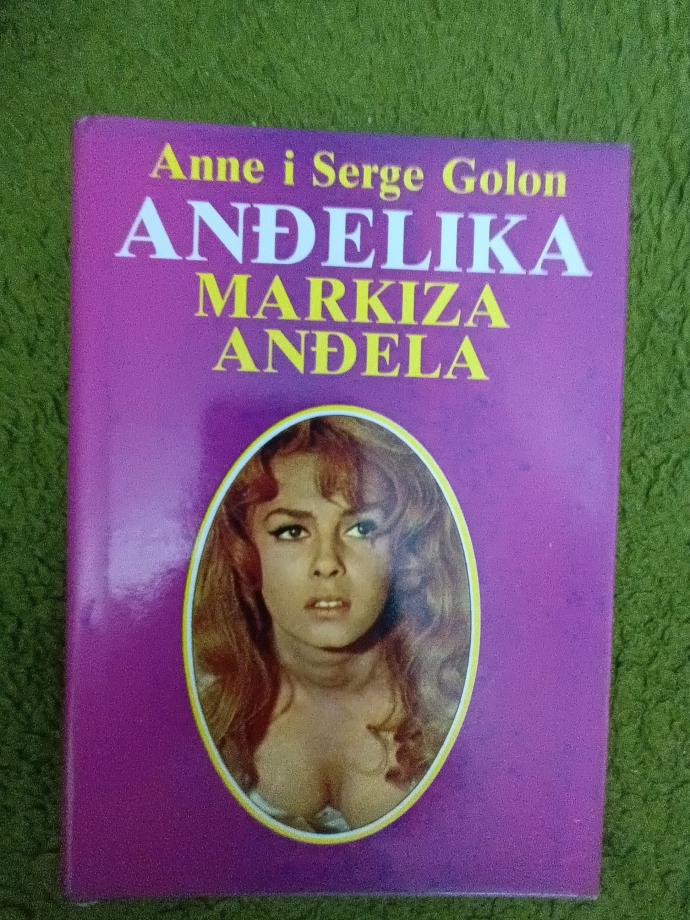 Anne i Serge Golon
ANĐELIKA
MARKIZA
ANĐELA